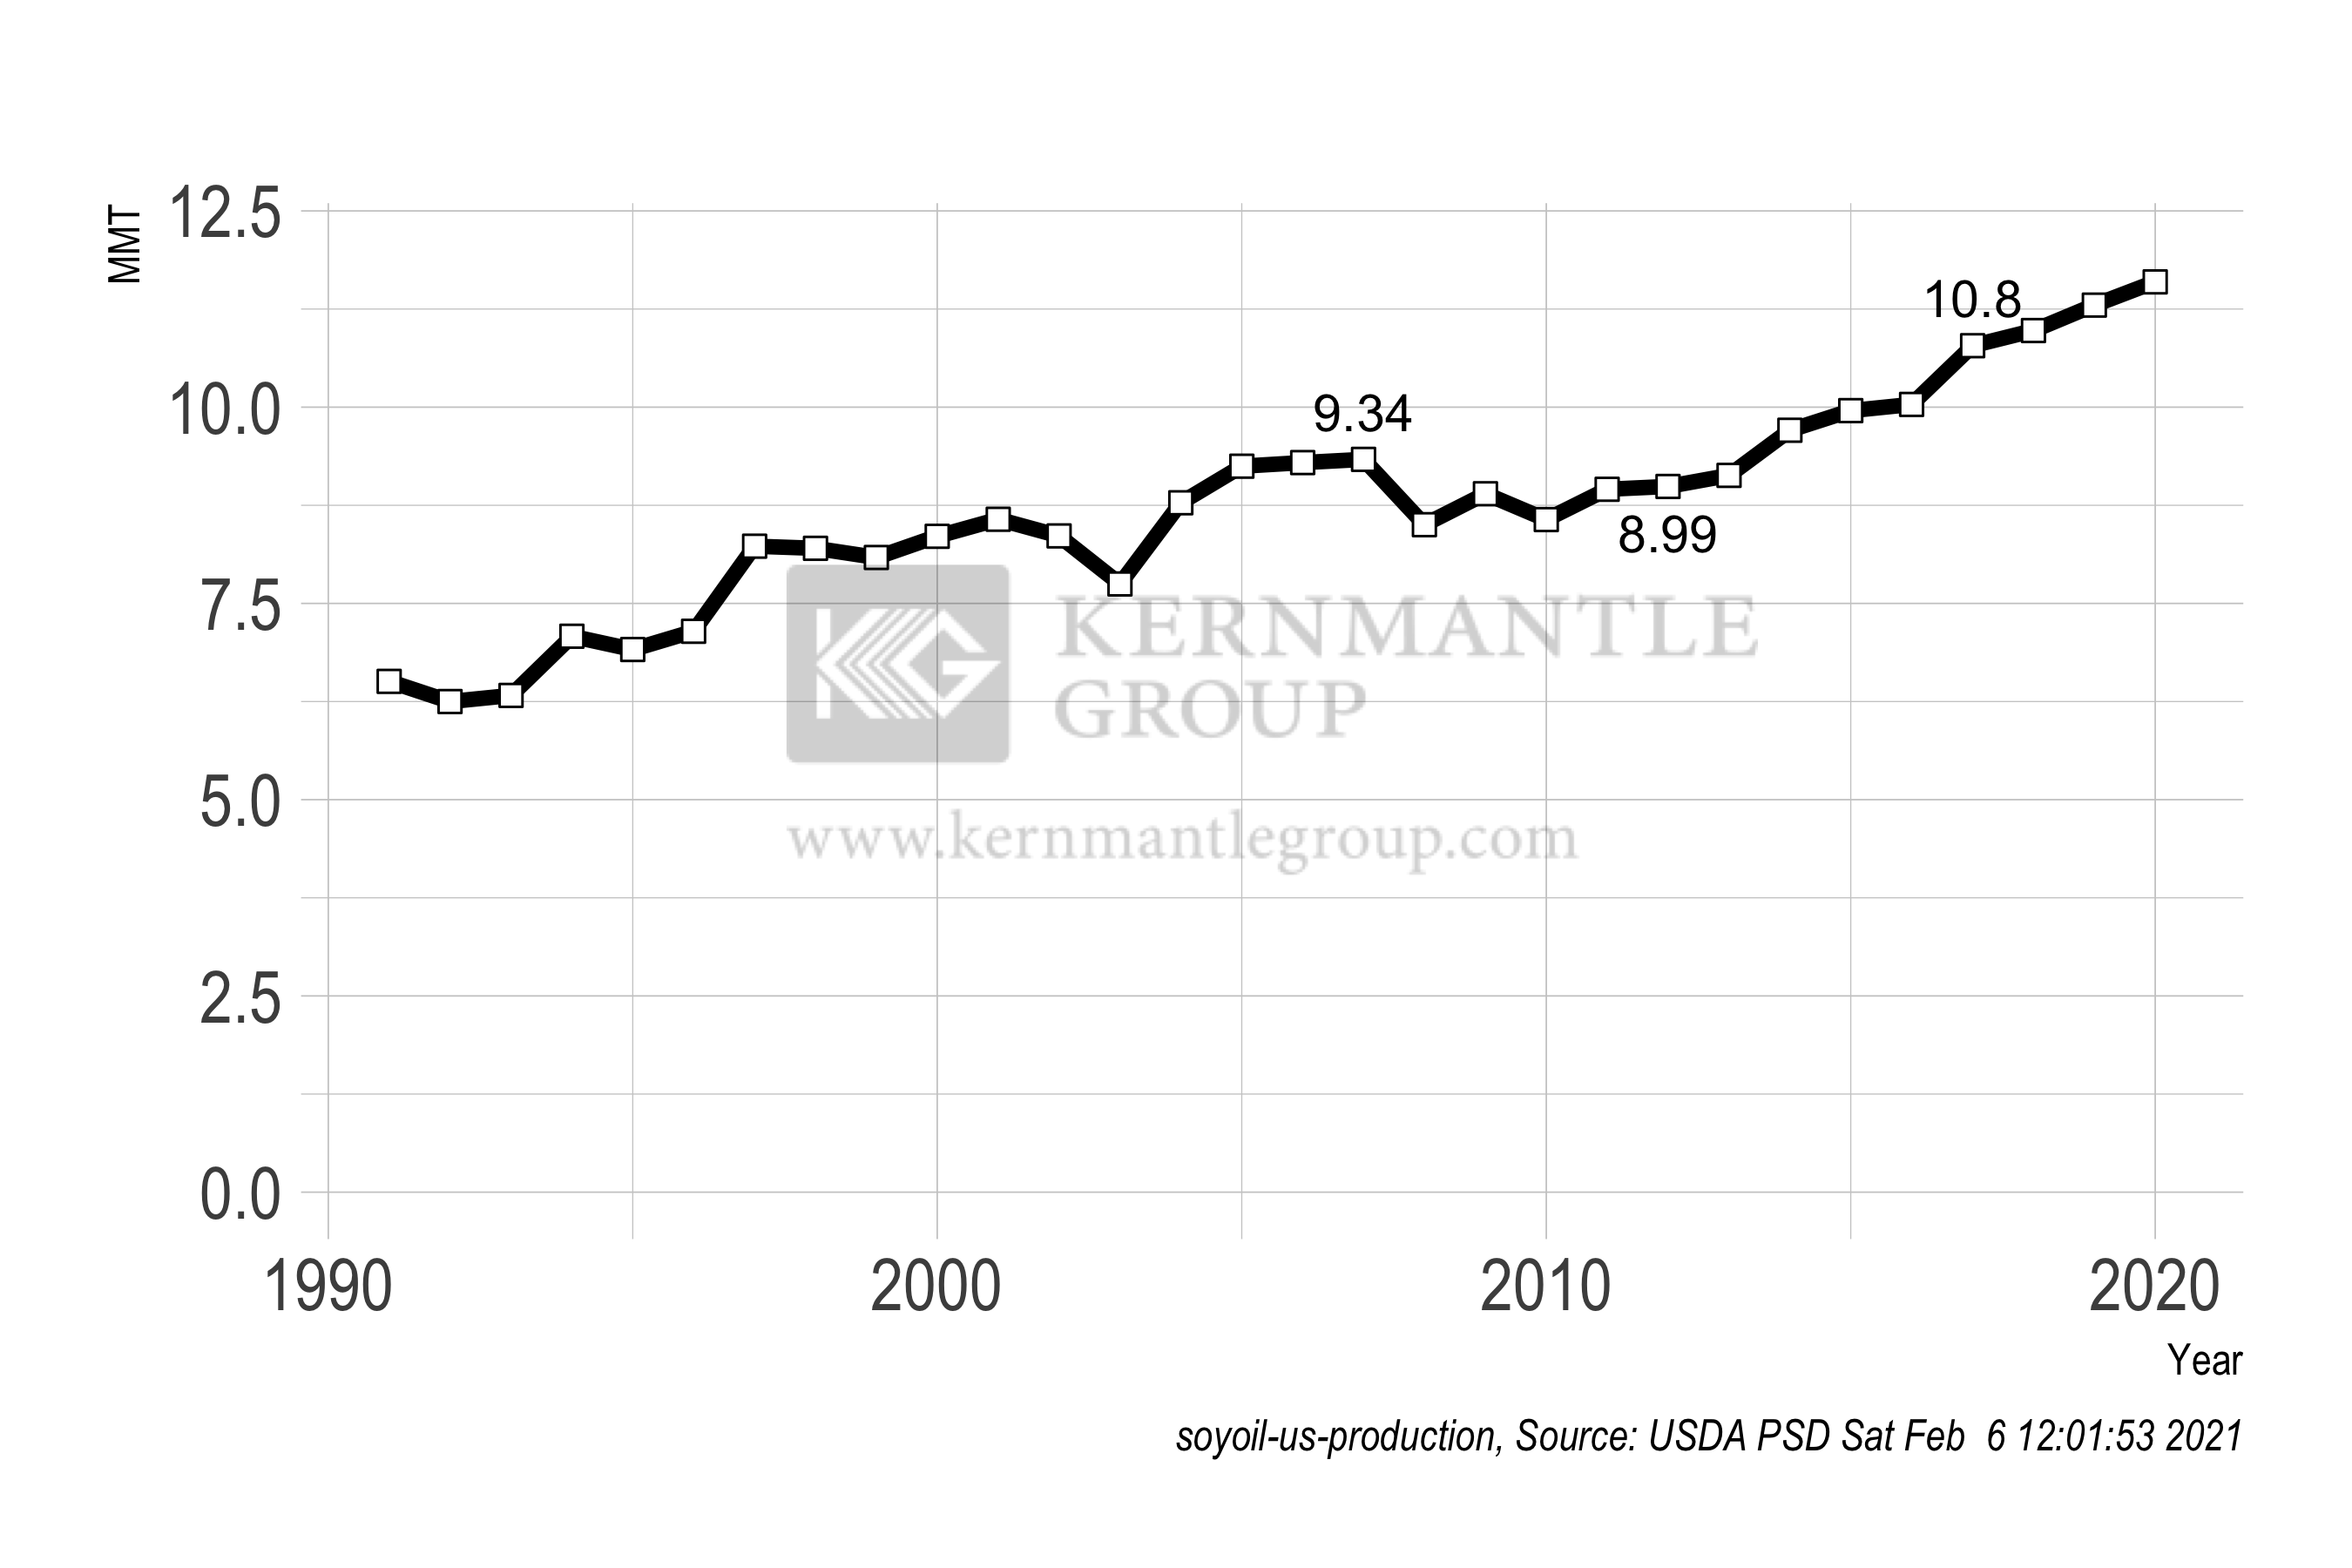 MMT
12.5
10.0
7.5
5.0
2.5
0.0
10.8
9.34
8.99
KERNMANTLE
GROUP
www.kernmantlegroup.com
1990 2000 2010 2020
Year
soyoil-us-production, Source: USDA PSD Sat Feb  6 12:01:53 2021